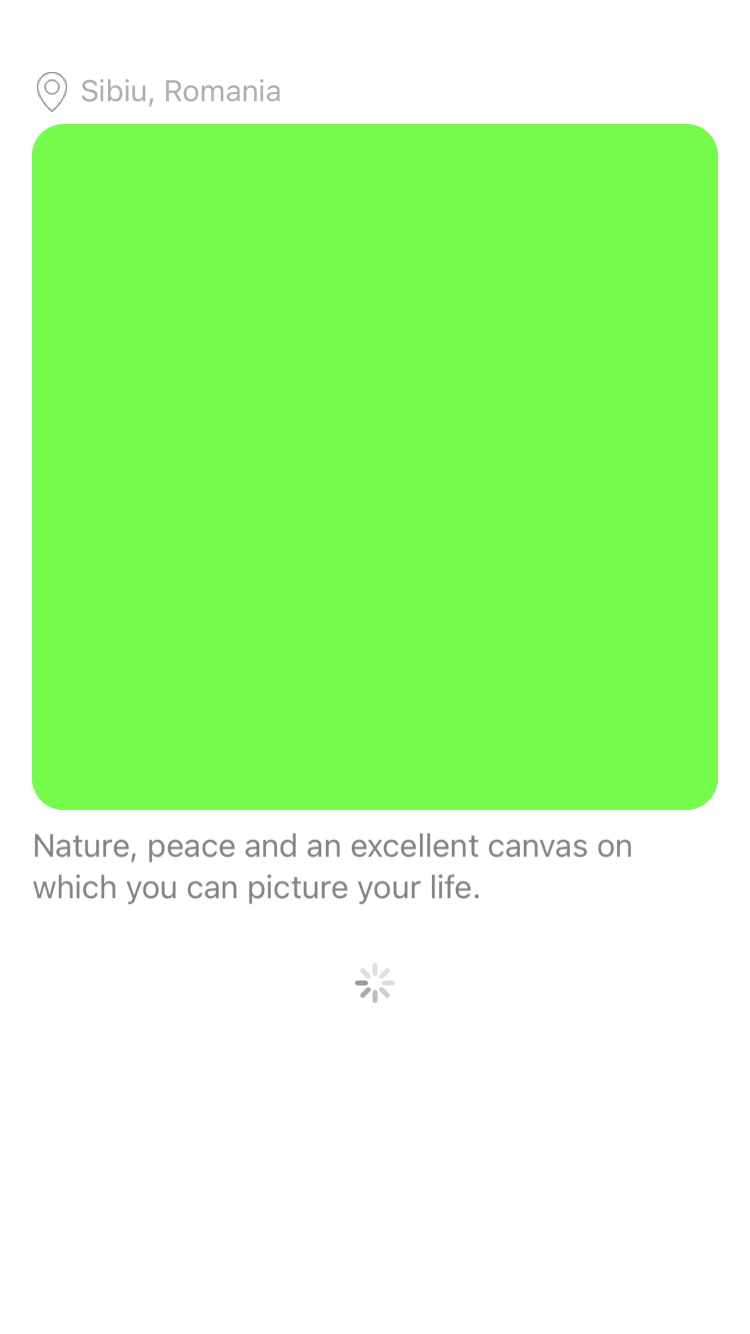 Sibiu, Romania
Nature, peace and an excellent canvas on
which you can picture your life.